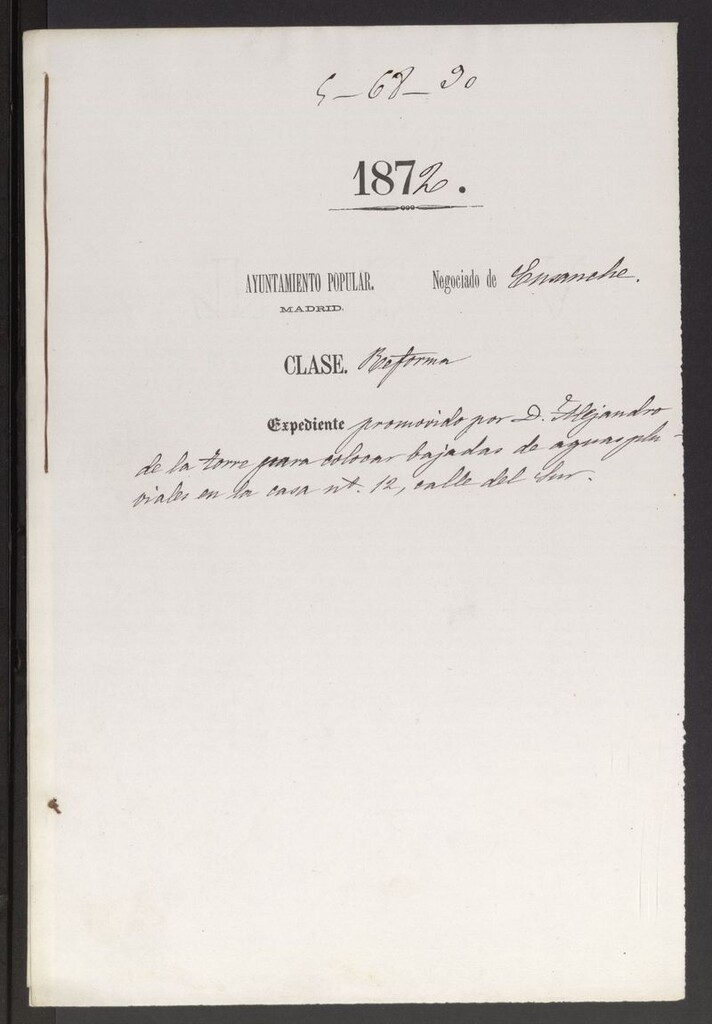 5-68-90
1872.
AYUNTAMIENTO POPULAR. Negociado de Ensanche.
MADRID.
CLASE. Reforma
Expediente promovido por D. Alejandro
de la Torre para colocar bajadas de aguas plu-
viales en la casa nº. 12, calle del Sur.